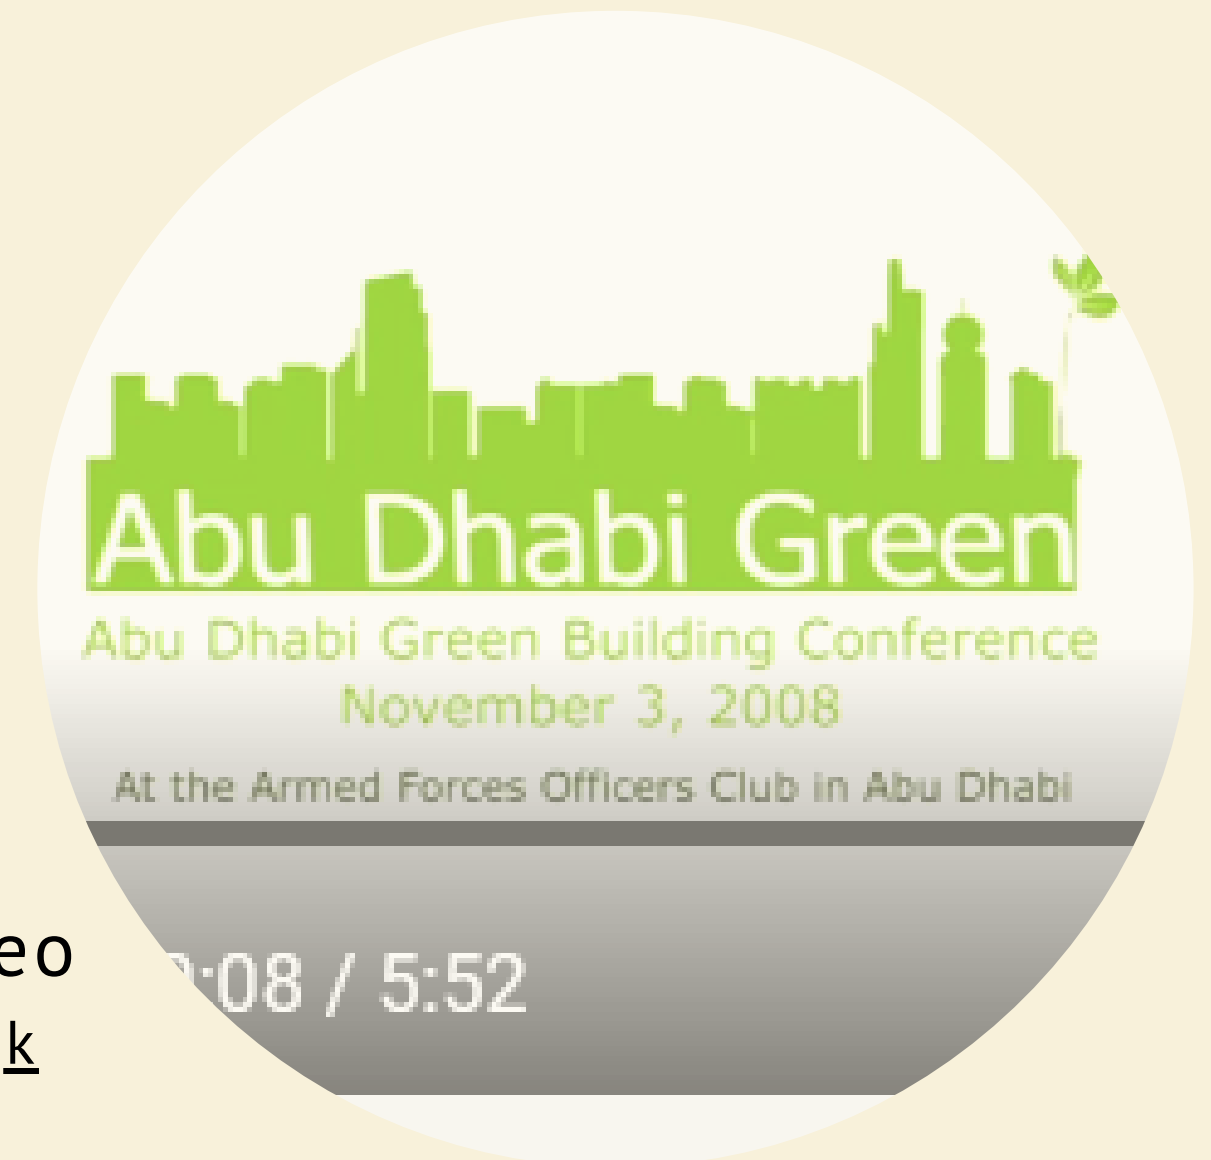 Abu Dhabi Green
Abu Dhabi Green Building Conference
November 3, 2008
At the Armed Forces Officers Club in Abu Dhabi
eo
:08 / 5:52
k